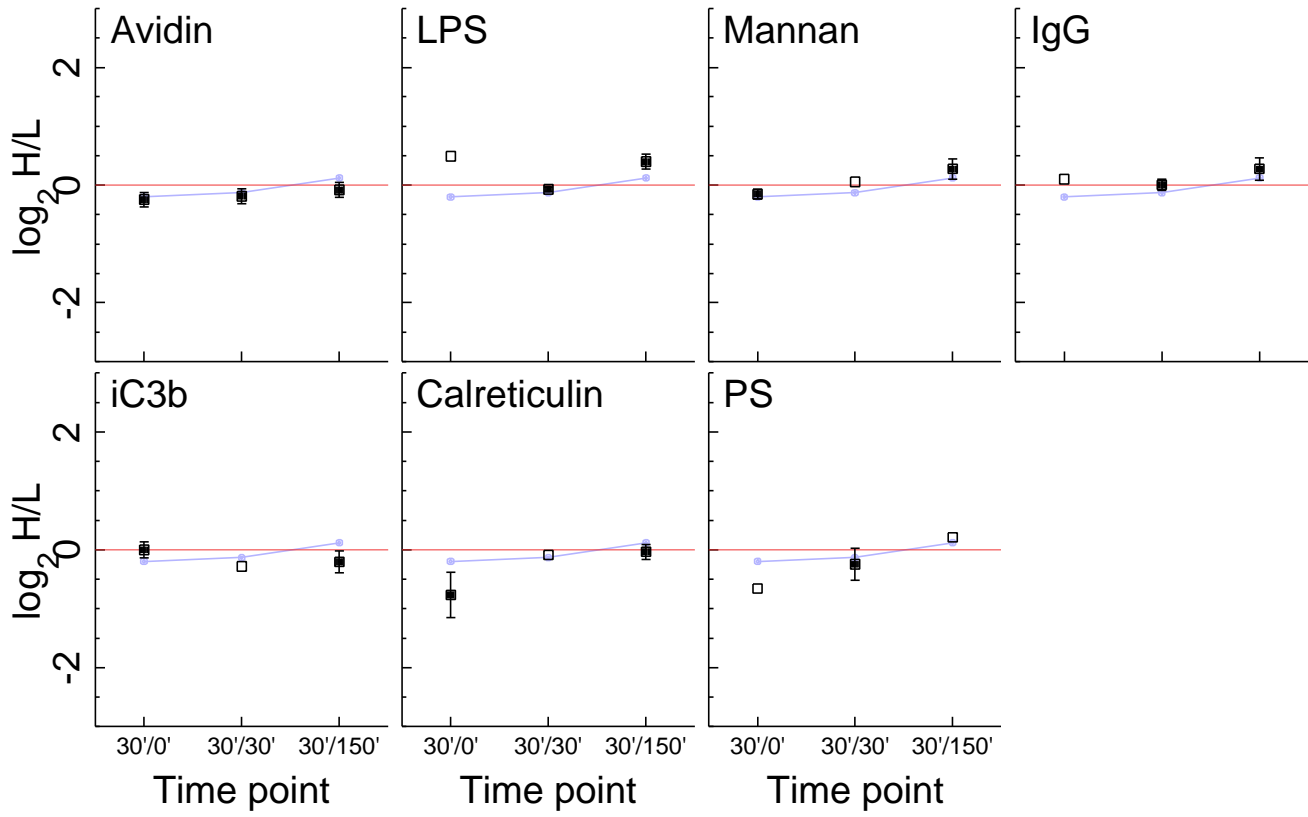 Avidin
LPS
Mannan
IgG
2
0
-2
log2 H/L
iC3b
Calreticulin
PS
2
0
-2
log2 H/L
30'/0' 30'/30' 30'/150'
30'/0' 30'/30' 30'/150'
30'/0' 30'/30' 30'/150'
Time point
Time point
Time point